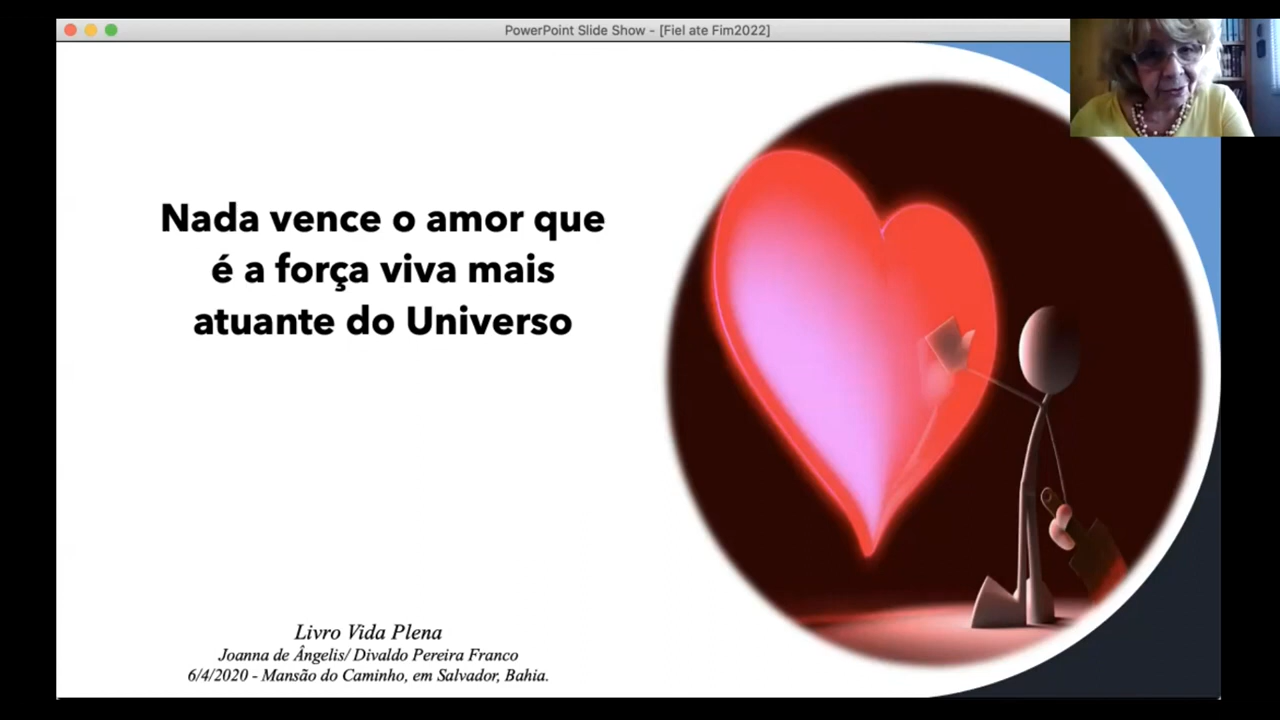 PowerPoint Slide Show - [Fiel ate Fim2022]
Nada vence o amor que
é a força viva mais
atuante do Universo
Livro Vida Plena
Joanna de Ângelis/ Divaldo Pereira Franco
6/4/2020 - Mansão do Caminho, em Salvador, Bahia.